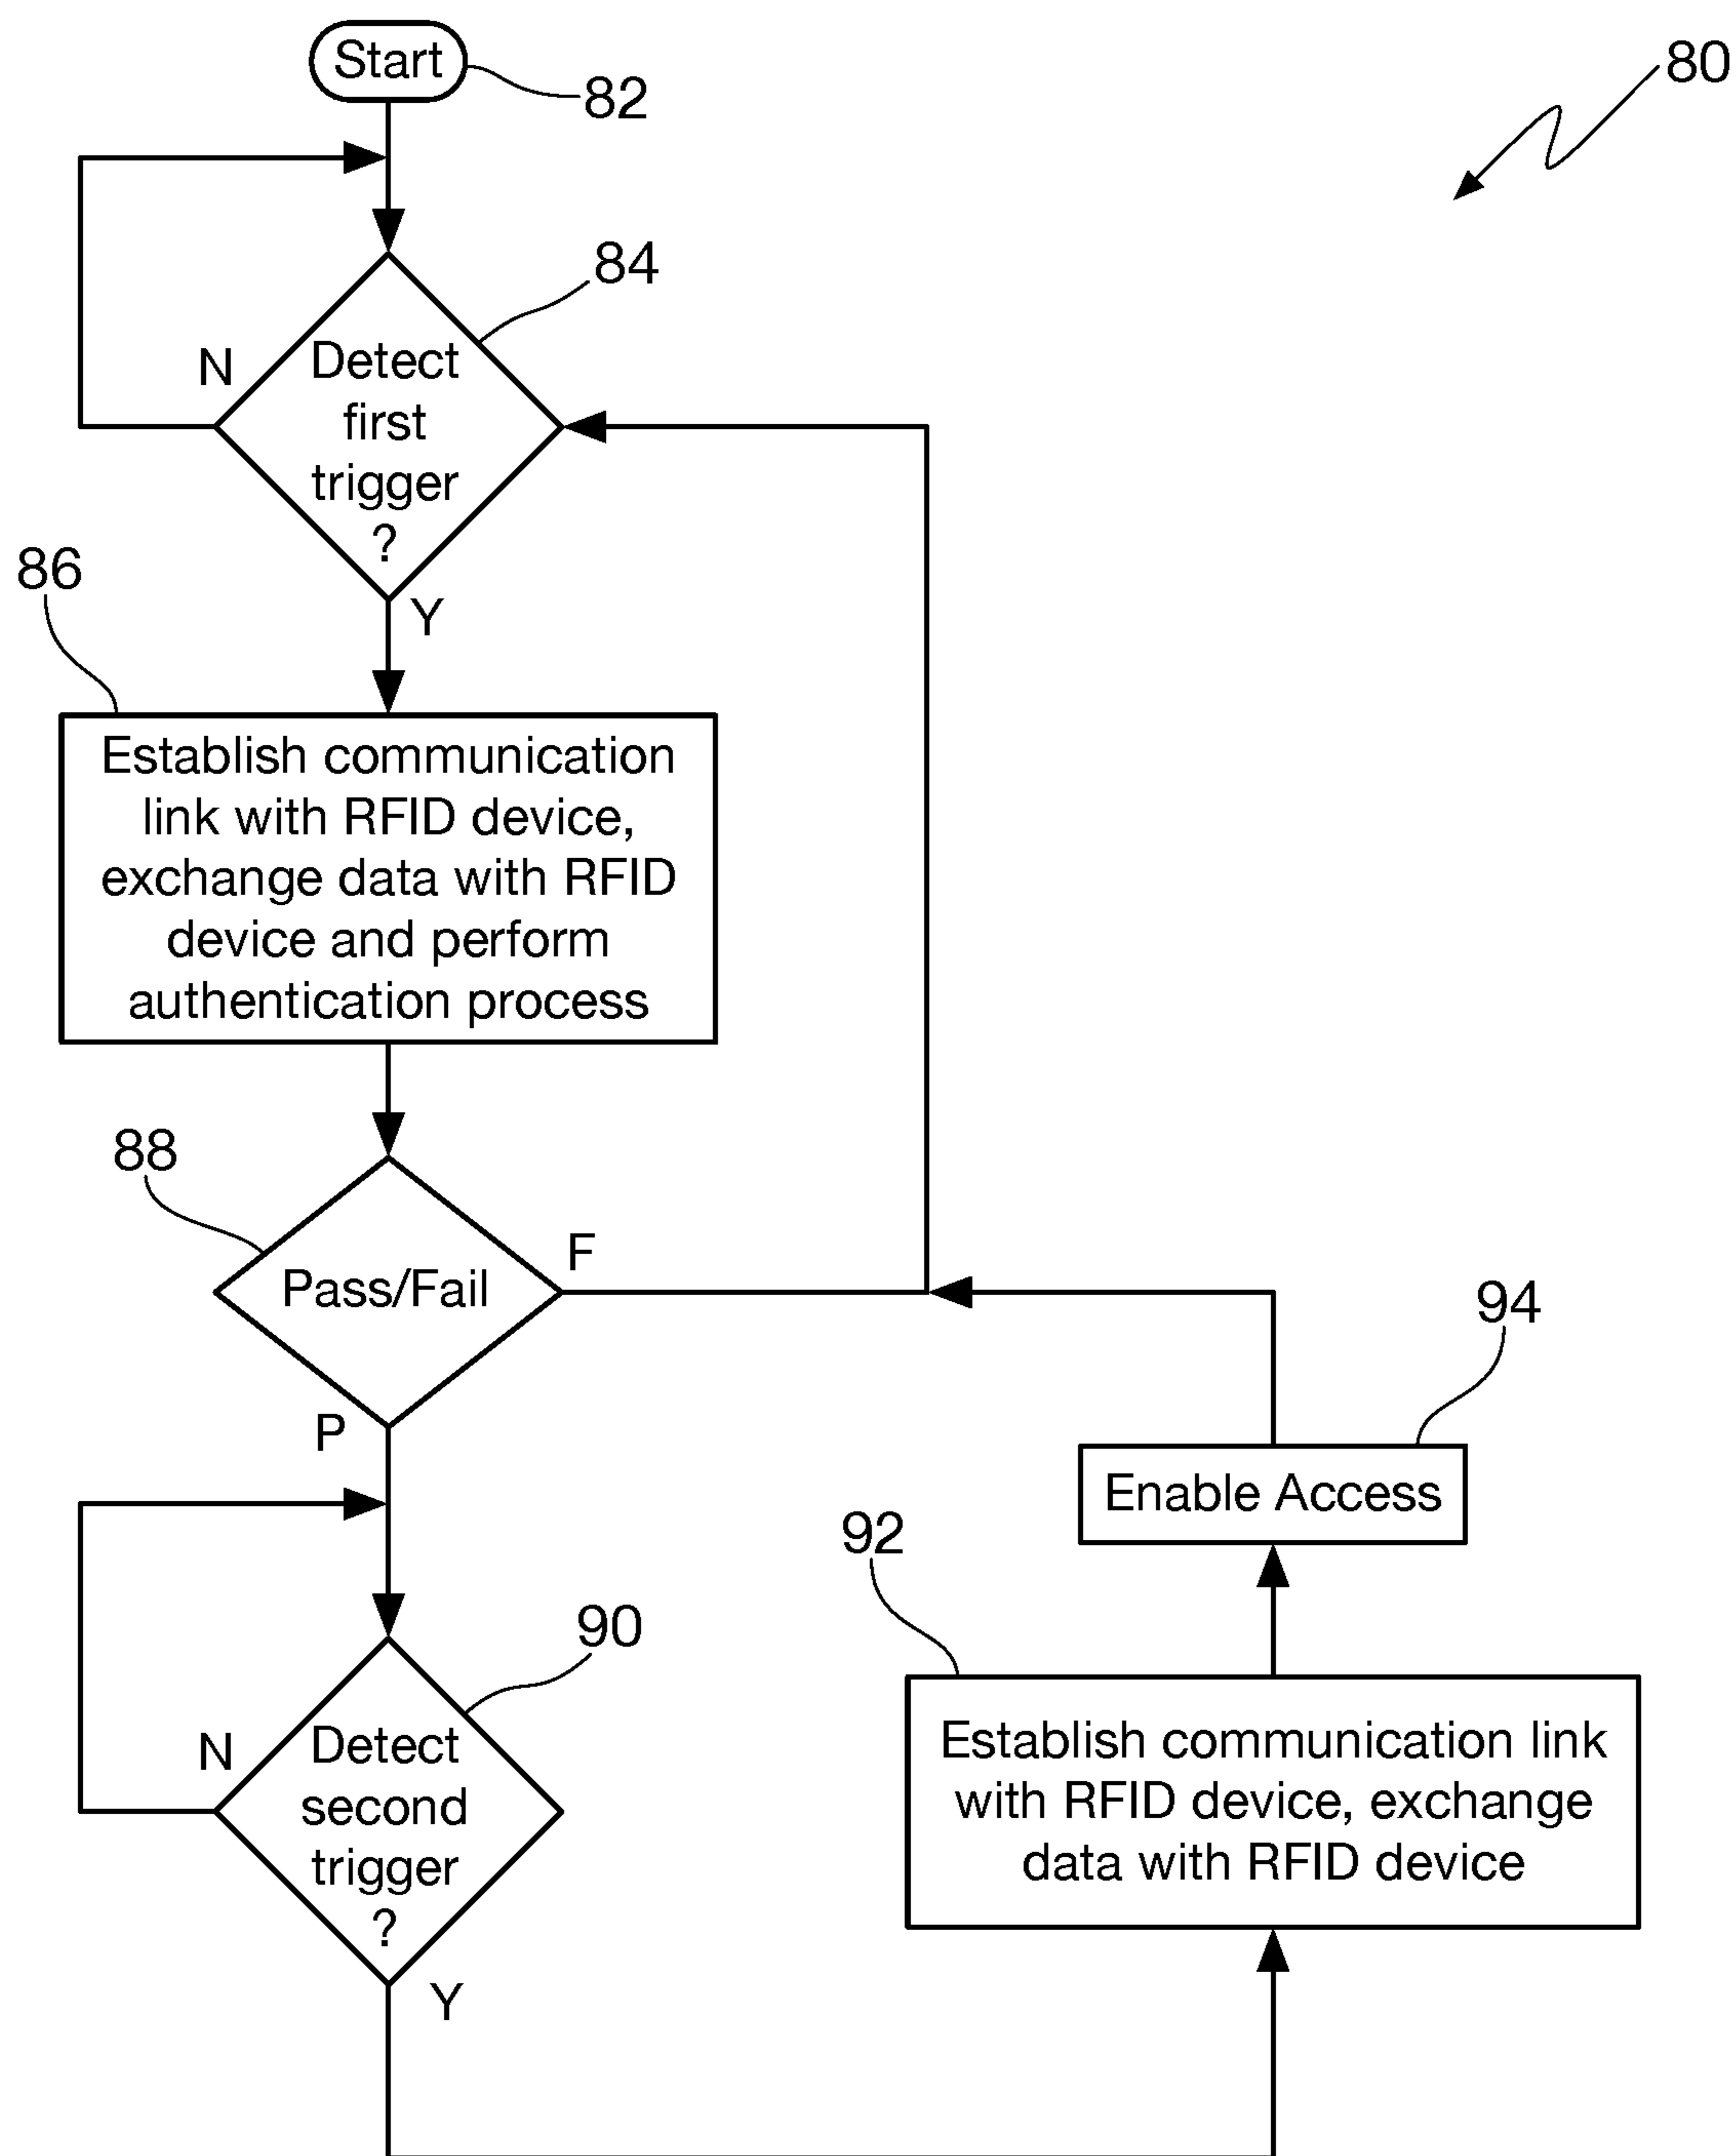 Start
82
80
84
N
Detect
first
trigger
?
Y
86
Establish communication
link with RFID device,
exchange data with RFID
device and perform
authentication process
88
Pass/Fail
F
P
94
Enable Access
92
Establish communication link
with RFID device, exchange
data with RFID device
90
N
Detect
second
trigger
?
Y